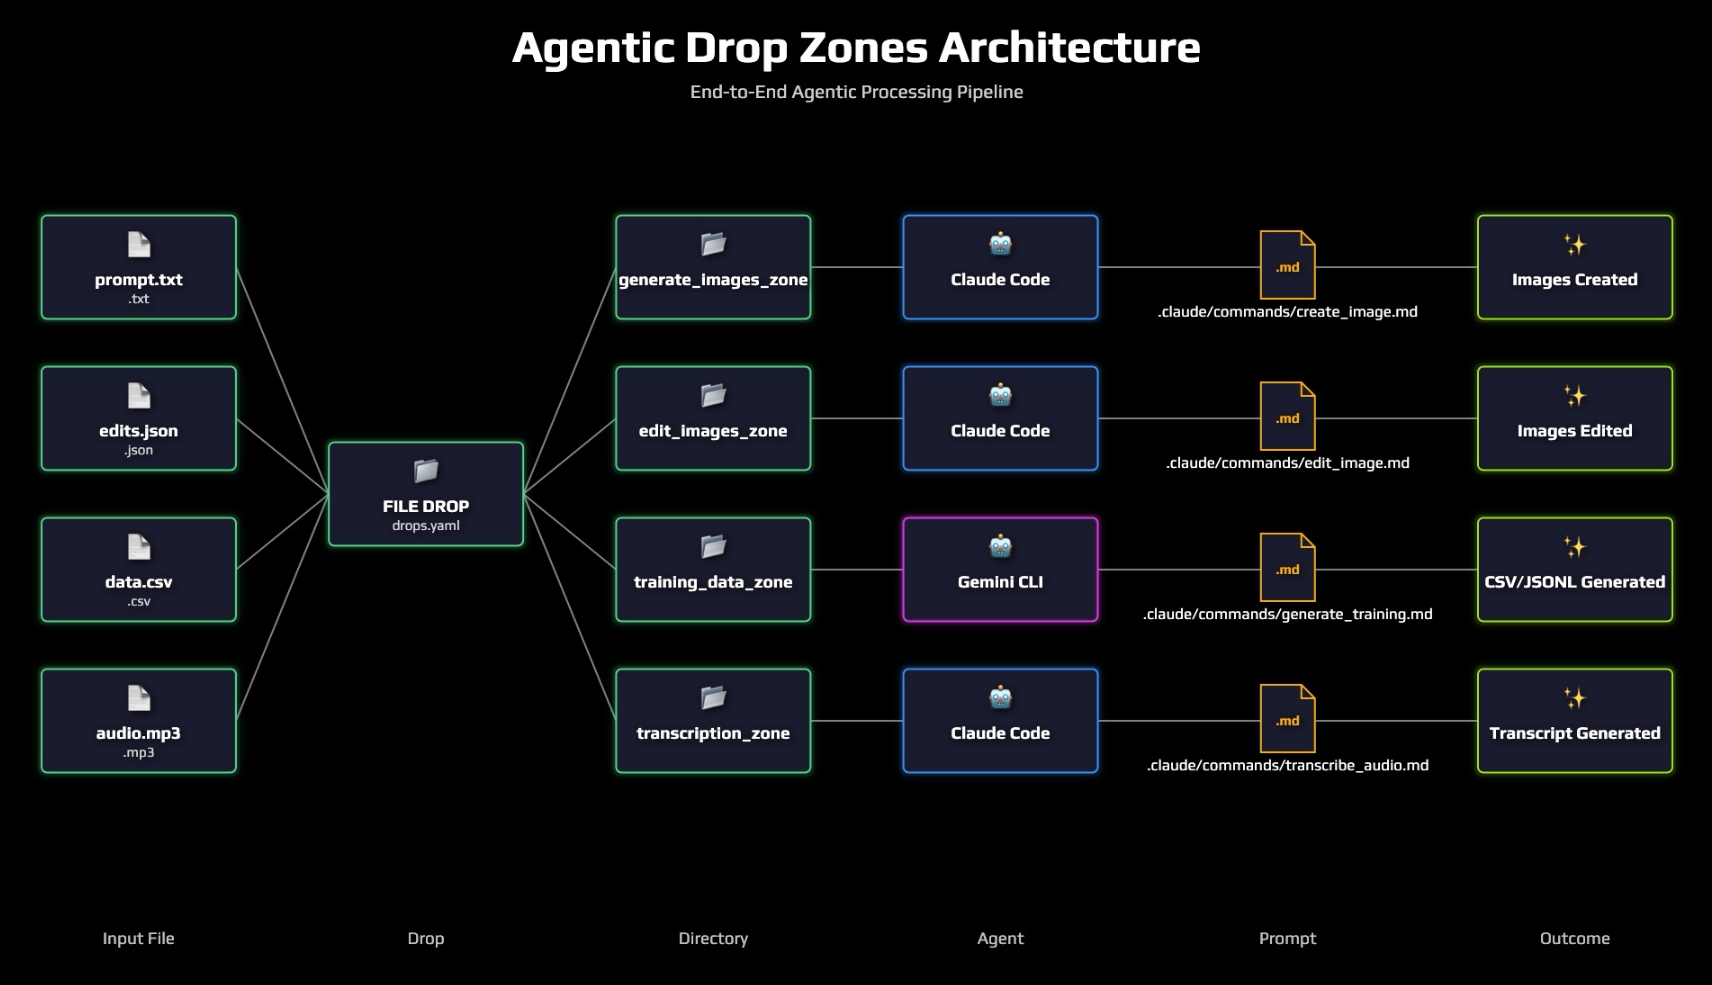 Agentic Drop Zones Architecture
End-to-End Agentic Processing Pipeline
prompt.txt
.txt
edits.json
.json
data.csv
.csv
audio.mp3
.mp3
FILE DROP
drops.yaml
generate_images_zone
edit_images_zone
training_data_zone
transcription_zone
Claude Code
Claude Code
Gemini CLI
Claude Code
.md
.claude/commands/create_image.md
.md
.claude/commands/edit_image.md
.md
.claude/commands/generate_training.md
.md
.claude/commands/transcribe_audio.md
Images Created
Images Edited
CSV/JSONL Generated
Transcript Generated
Input File
Drop
Directory
Agent
Prompt
Outcome